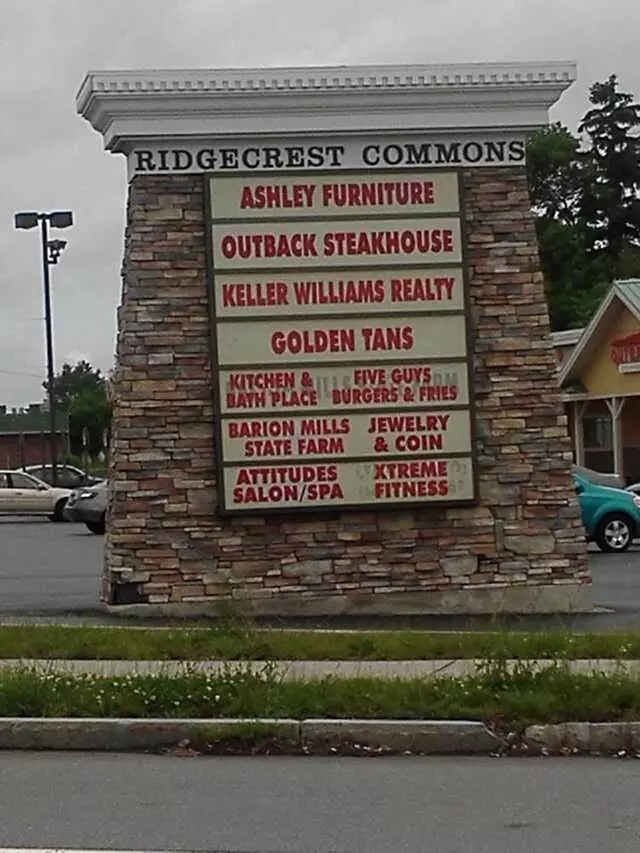 RIDGECREST COMMONS
ASHLEY FURNITURE
OUTBACK STEAKHOUSE
KELLER WILLIAMS REALTY
GOLDEN TANS
KITCHEN & BATH PLACE
FIVE GUYS BURGERS & FRIES
BARION MILLS STATE FARM
JEWELRY & COIN
ATTITUDES SALON/SPA
XTREME FITNESS